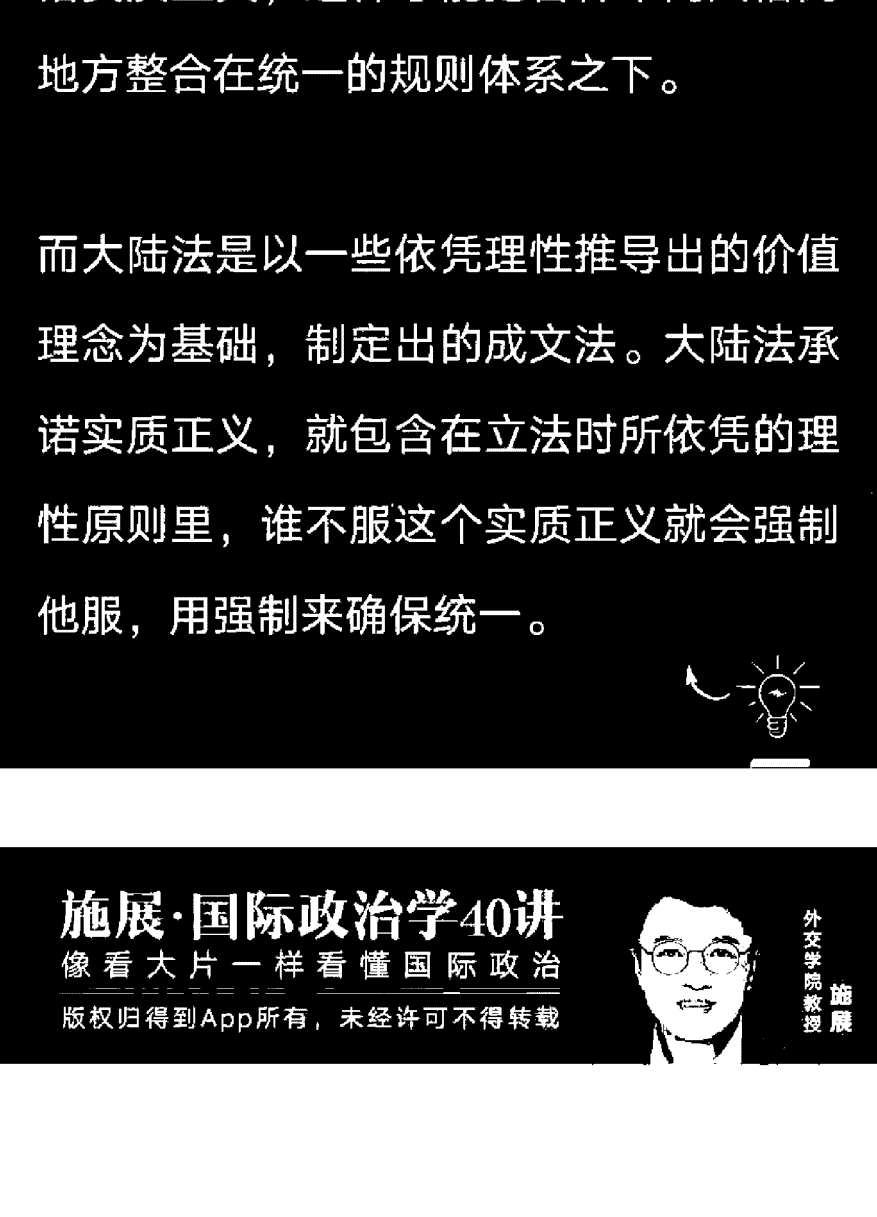 地方整合在统一的规则体系之下。
而大陆法是以一些依凭理性推导出的价值
理念为基础，制定出的成文法。大陆法承
诺实质正义，就包含在立法时所依凭的理
性原则里，谁不服这个实质正义就会强制
他服，用强制来确保统一。
施展·国际政治学40讲
像看大片一样看懂国际政治
版权归得到App所有，未经许可不得转载
外交学院教授
施展